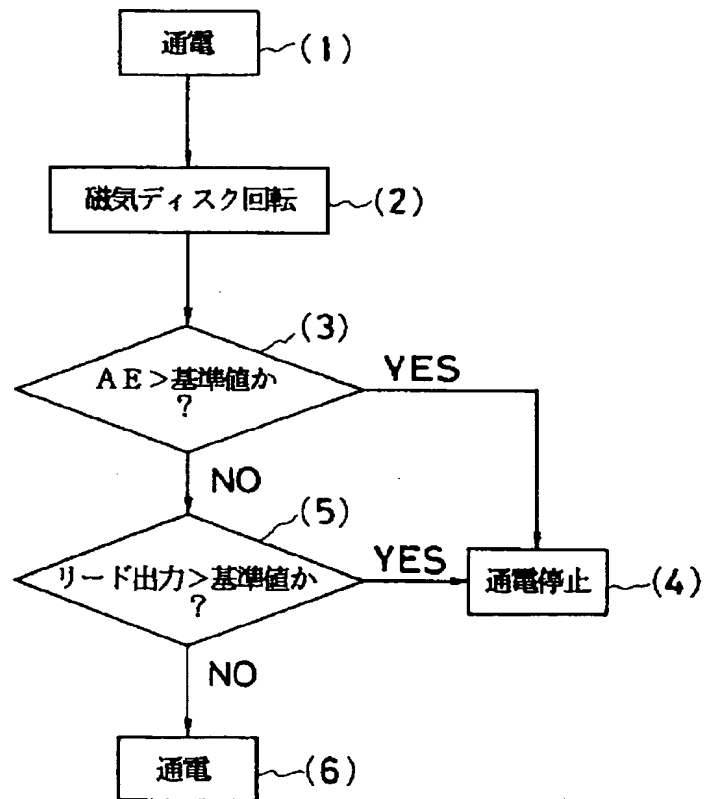 通電
(1)
磁気ディスク回転
(2)
(3)
AE>基準値か
?
YES
NO
(5)
リード出力>基準値か
?
YES
通電停止
(4)
NO
通電
(6)